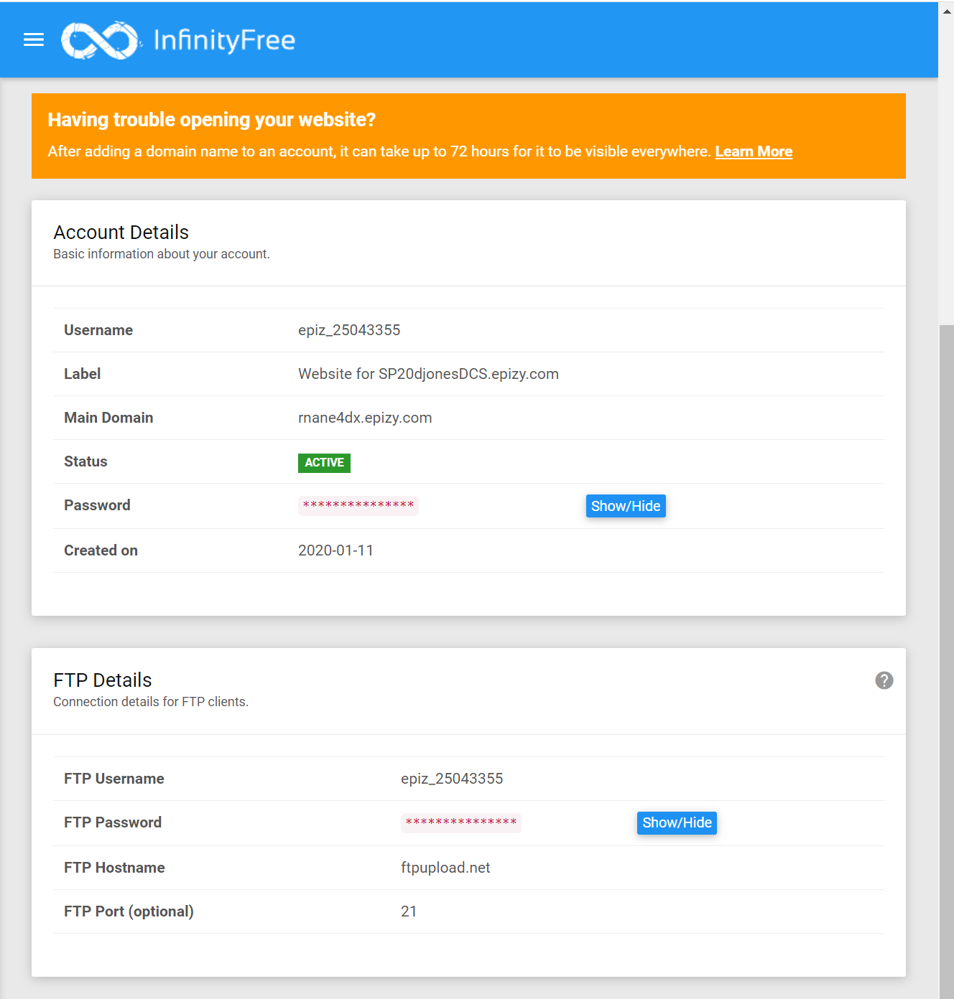 InfinityFree
Having trouble opening your website?
After adding a domain name to an account, it can take up to 72 hours for it to be visible everywhere. Learn More
Account Details
Basic information about your account.
Username epiz_25043355
Label Website for SP20djonesDCS.epizy.com
Main Domain rnane4dx.epizy.com
Status ACTIVE
Password *************** Show/Hide
Created on 2020-01-11
FTP Details
?
Connection details for FTP clients.
FTP Username epiz_25043355
FTP Password *************** Show/Hide
FTP Hostname ftpupload.net
FTP Port (optional) 21